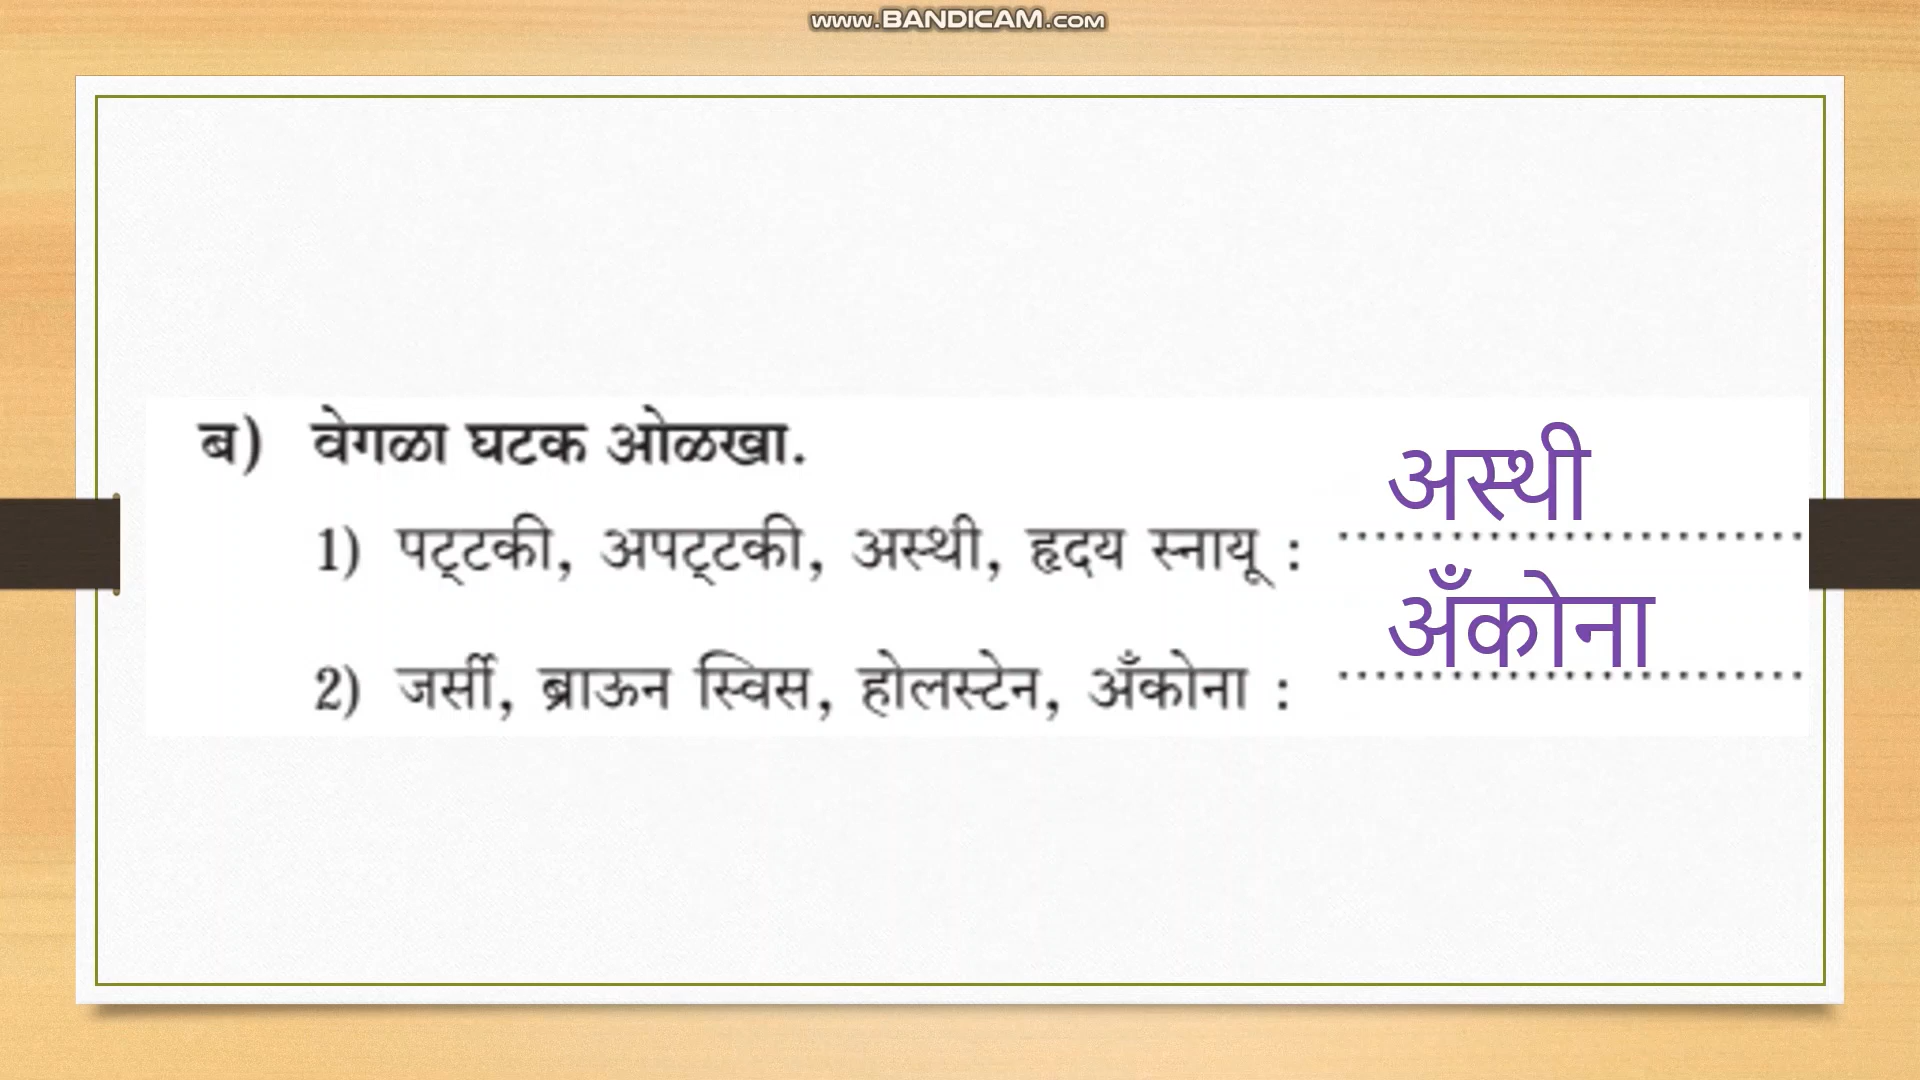 www.BANDICAM.com
ब) वेगळा घटक ओळखा.
1) पट्टकी, अपट्टकी, अस्थी, हृदय स्नायू : अस्थी
2) जर्सी, ब्राऊन स्विस, होलस्टेन, अँकोना : अँकोना